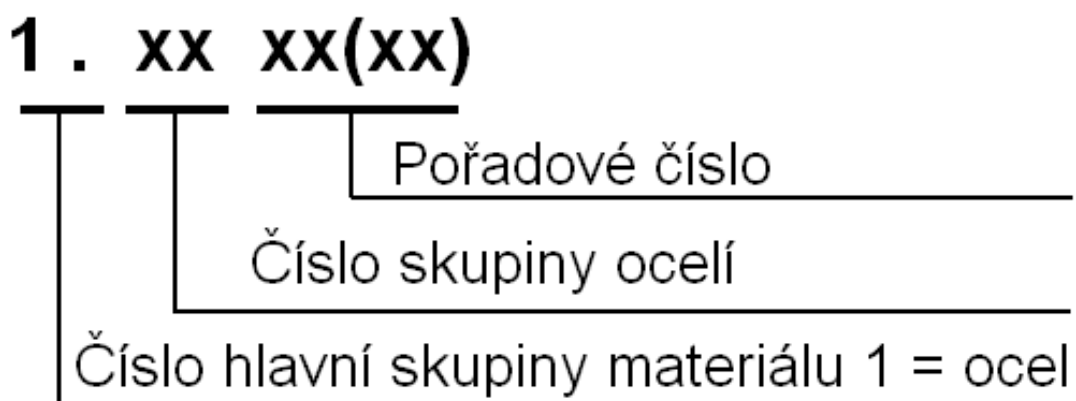 1 . xx xx(xx)
Pořadové číslo
Číslo skupiny ocelí
Číslo hlavní skupiny materiálu 1 = ocel